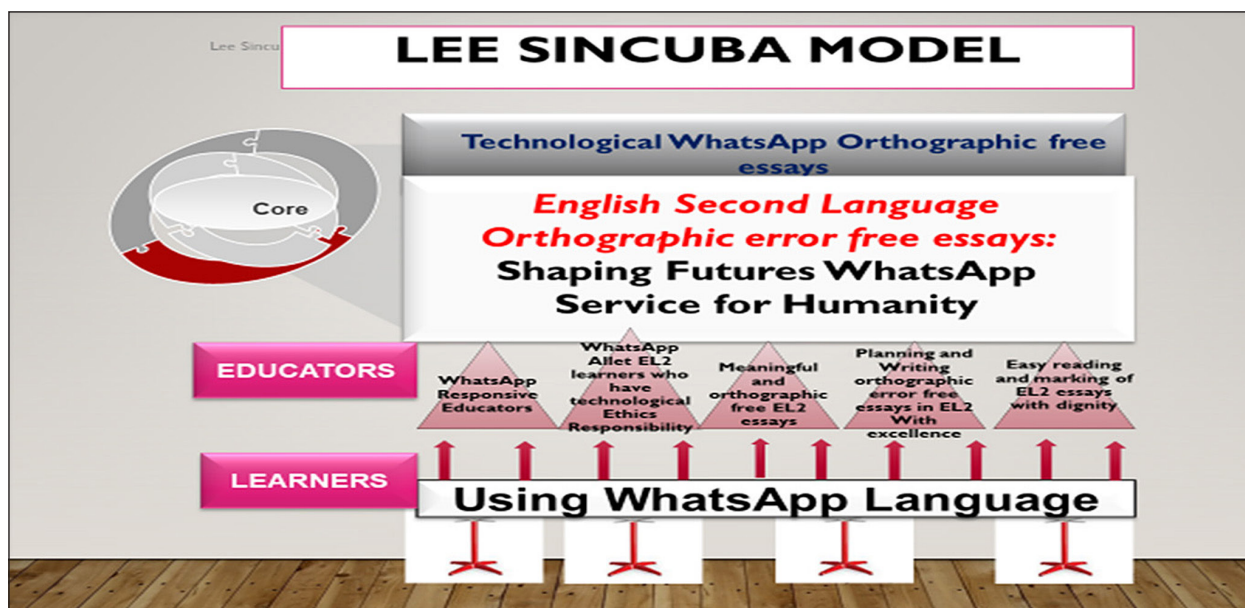 Lee Sincu
LEE SINCUBA MODEL
Technological WhatsApp Orthographic free
essays
Core
English Second Language
Orthographic error free essays:
Shaping Futures WhatsApp
Service for Humanity
EDUCATORS
WhatsApp
Responsive
Educators
WhatsApp
Allet EL2
learners who
have
technological
Ethics
Responsibility
Meaningful
and
orthographic
free EL2
essays
Planning and
Writing
orthographic
error free
essays in EL2
With
excellence
Easy reading
and marking of
EL2 essays
with dignity
LEARNERS
Using WhatsApp Language